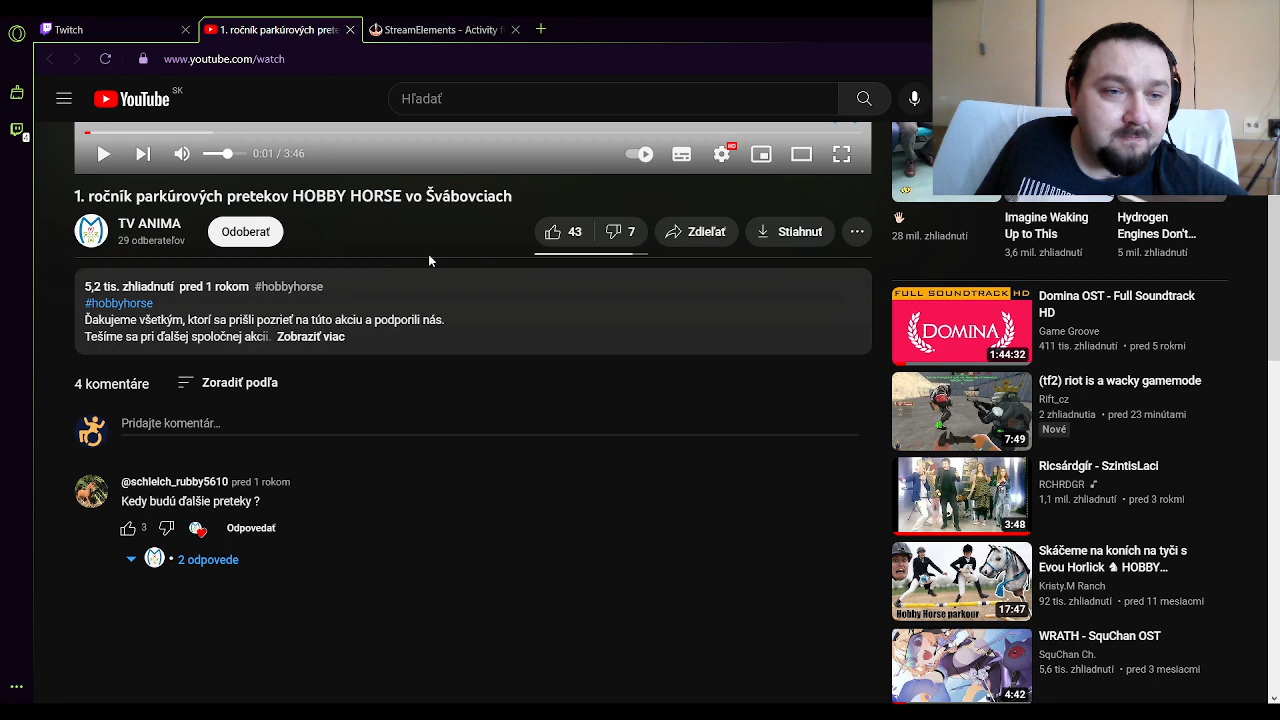 Twitch
1. ročník parkúrových prete
StreamElements - Activity f
www.youtube.com/watch
YouTube SK
Hľadať
0:01 / 3:46
HD
1. ročník parkúrových pretekov HOBBY HORSE vo Švábovciach
TV ANIMA
29 odberateľov
Odoberať
43
7
Zdieľať
Stiahnuť
5,2 tis. zhliadnutí pred 1 rokom #hobbyhorse
#hobbyhorse
Ďakujeme všetkým, ktorí sa prišli pozrieť na túto akciu a podporili nás.
Tešíme sa pri ďalšej spoločnej akcii. Zobraziť viac
4 komentáre
Zoradiť podľa
Pridajte komentár...
@schleich_rubby5610 pred 1 rokom
Kedy budú ďalšie preteky ?
3
Odpovedať
2 odpovede
28 mil. zhliadnutí
Imagine Waking
Up to This
3,6 mil. zhliadnutí
Hydrogen
Engines Don't...
5 mil. zhliadnutí
FULL SOUNDTRACK HD
DOMINA
1:44:32
Domina OST - Full Soundtrack
HD
Game Groove
411 tis. zhliadnutí • pred 5 rokmi
7:49
(tf2) riot is a wacky gamemode
Rift_cz
2 zhliadnutia • pred 23 minútami
Nové
3:48
Ricsárdgír - SzintisLaci
RCHRDGR
1,1 mil. zhliadnutí • pred 3 rokmi
Hobby Horse parkour
17:47
Skáčeme na koních na tyči s
Evou Horlick ♞ HOBBY...
Kristy.M Ranch
92 tis. zhliadnutí • pred 11 mesiacmi
4:42
WRATH - SquChan OST
SquChan Ch.
5,6 tis. zhliadnutí • pred 3 mesiacmi